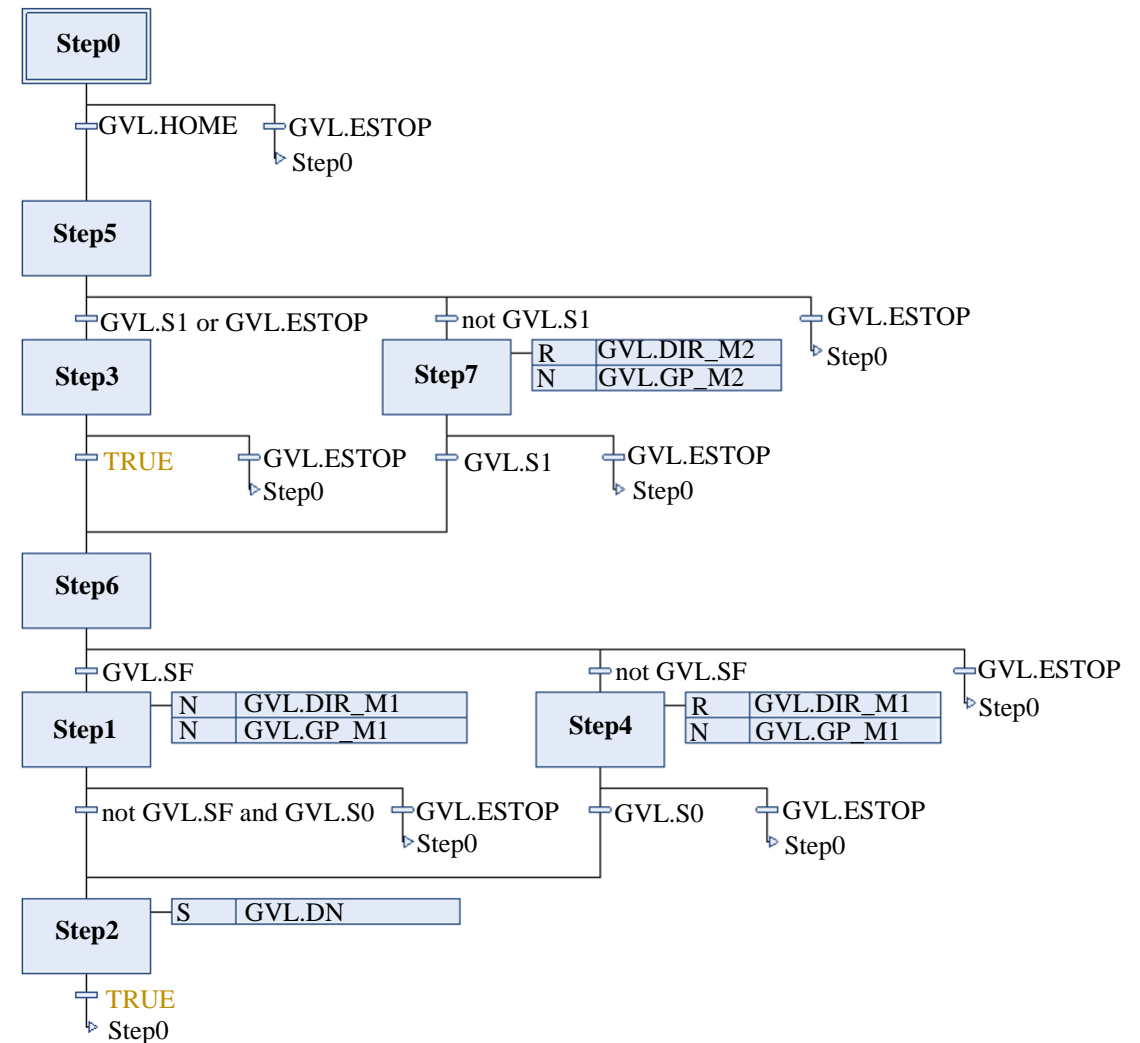 Step0
GVL.HOME GVL.ESTOP
Step0
Step5
GVL.S1 or GVL.ESTOP not GVL.S1 GVL.ESTOP
Step0
Step3 Step7
R GVL.DIR_M2
N GVL.GP_M2
TRUE GVL.ESTOP GVL.S1 GVL.ESTOP
Step0 Step0
Step6
GVL.SF not GVL.SF GVL.ESTOP
Step0
Step1
N GVL.DIR_M1
N GVL.GP_M1
Step4
R GVL.DIR_M1
N GVL.GP_M1
not GVL.SF and GVL.S0 GVL.ESTOP GVL.S0 GVL.ESTOP
Step0 Step0
Step2
S GVL.DN
TRUE
Step0